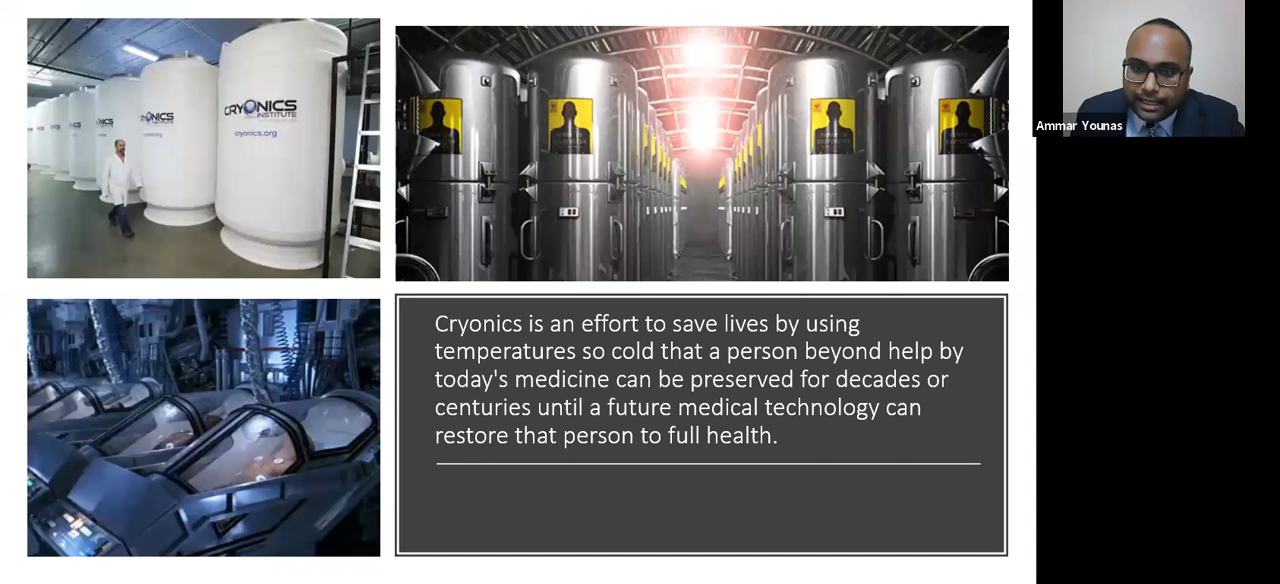 CRYONICS
INSTITUTE
cryonics.org
CRYONICS
INSTITUTE
Ammar Younas
Cryonics is an effort to save lives by using
temperatures so cold that a person beyond help by
today's medicine can be preserved for decades or
centuries until a future medical technology can
restore that person to full health.